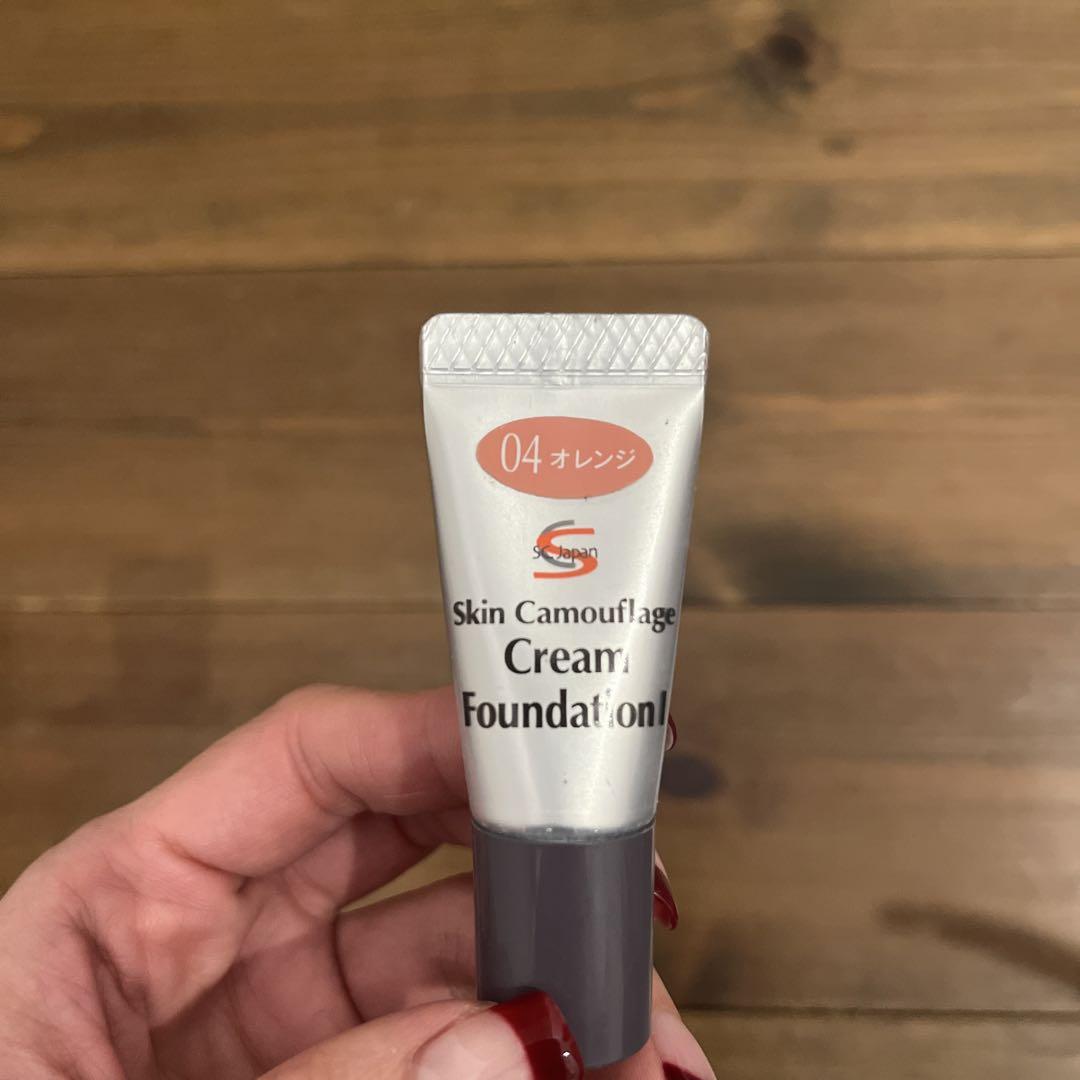 04 オレンジ
SC Japan
Skin Camouflage
Cream
Foundation I